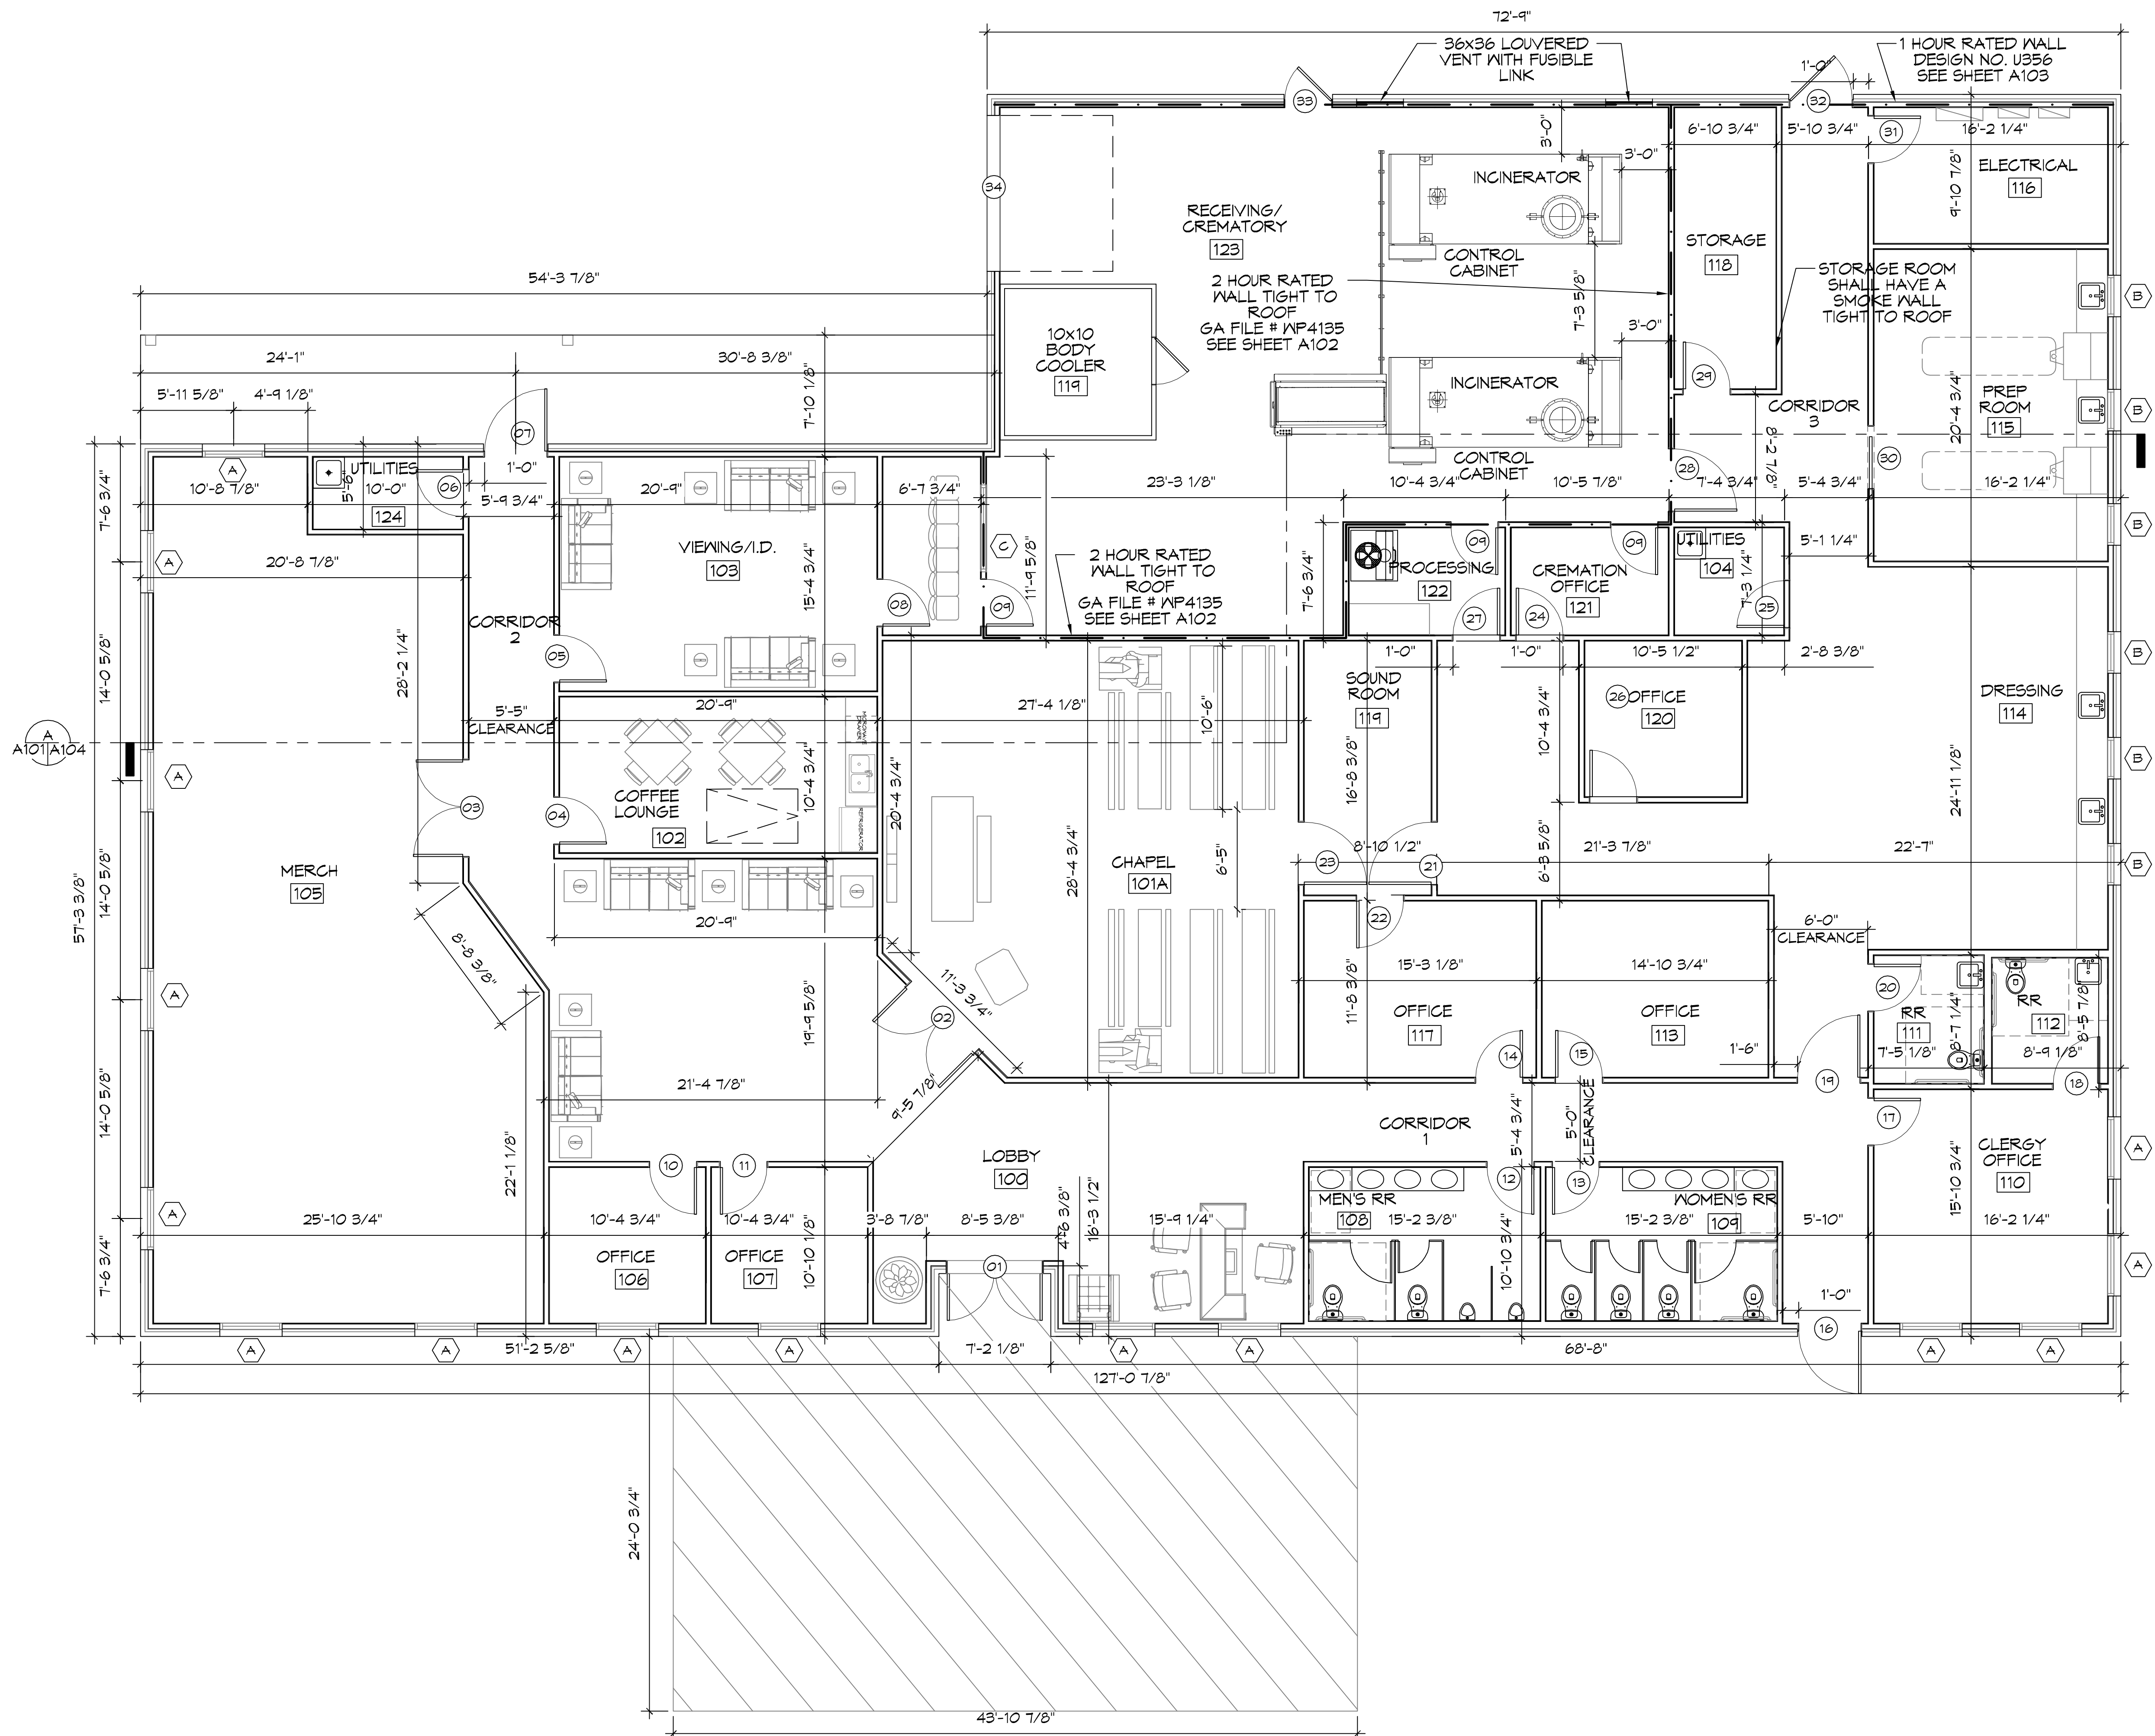 72'-9"
36x36 LOUVERED
VENT WITH FUSIBLE
LINK
1 HOUR RATED WALL
DESIGN NO. U356
SEE SHEET A103
1'-0"
33
32
31
3'-0"
6'-10 3/4"
5'-10 3/4"
16'-2 1/4"
3'-0"
INCINERATOR
ELECTRICAL
116
9'-10 7/8"
34
RECEIVING/
CREMATORY
123
STORAGE
118
CONTROL
CABINET
2 HOUR RATED
WALL TIGHT TO
ROOF
GA FILE # WP4135
SEE SHEET A102
STORAGE ROOM
SHALL HAVE A
SMOKE WALL
TIGHT TO ROOF
7'-3 5/8"
3'-0"
B
54'-3 7/8"
10x10
BODY
COOLER
119
24'-1"
30'-8 3/8"
7'-10 1/8"
INCINERATOR
29
PREP
ROOM
115
20'-4 3/4"
CORRIDOR
3
8'-2 7/8"
B
5'-11 5/8"
4'-9 1/8"
07
CONTROL
CABINET
28
30
A
UTILITIES
1'-0"
5'-6"
06
10'-8 7/8"
10'-0"
5'-9 3/4"
20'-9"
6'-7 3/4"
23'-3 1/8"
10'-4 3/4"
10'-5 7/8"
7'-4 3/4"
5'-4 3/4"
16'-2 1/4"
7'-6 3/4"
124
B
A
20'-8 7/8"
VIEWING/I.D.
103
15'-4 3/4"
C
11'-9 5/8"
2 HOUR RATED
WALL TIGHT TO
ROOF
GA FILE # WP4135
SEE SHEET A102
7'-6 3/4"
09
PROCESSING
122
09
CREMATION
OFFICE
121
UTILITIES
104
7'-3 1/4"
5'-1 1/4"
08
09
27
24
25
CORRIDOR
2
28'-2 1/4"
05
14'-0 5/8"
1'-0"
1'-0"
10'-5 1/2"
2'-8 3/8"
B
SOUND
ROOM
119
26
OFFICE
120
DRESSING
114
5'-5"
CLEARANCE
20'-9"
27'-4 1/8"
10'-6"
16'-8 3/8"
10'-4 3/4"
A
A101
A104
MICROWAVE
DRAWER
10'-4 3/4"
B
A
24'-11 1/8"
03
04
COFFEE
LOUNGE
102
REFRIGERATOR
20'-4 3/4"
57'-3 3/8"
14'-0 5/8"
MERCH
105
CHAPEL
101A
28'-4 3/4"
6'-5"
23
8'-10 1/2"
21
6'-3 5/8"
21'-3 7/8"
22'-7"
B
20'-9"
22
6'-0"
CLEARANCE
8'-8 3/8"
11'-3 3/4"
15'-3 1/8"
14'-10 3/4"
A
19'-9 5/8"
02
11'-8 3/8"
OFFICE
117
OFFICE
113
20
RR
111
8'-7 1/4"
RR
112
8'-5 7/8"
14
15
1'-6"
7'-5 1/8"
8'-9 1/8"
19
18
21'-4 7/8"
9'-5 7/8"
14'-0 5/8"
22'-1 1/8"
CORRIDOR
1
5'-4 3/4"
5'-0"
CLEARANCE
17
CLERGY
OFFICE
110
15'-10 3/4"
A
LOBBY
100
10
11
12
13
MEN'S RR
108
WOMEN'S RR
109
A
25'-10 3/4"
10'-4 3/4"
10'-4 3/4"
3'-8 7/8"
8'-5 3/8"
4'-6 3/8"
16'-3 1/2"
15'-9 1/4"
15'-2 3/8"
15'-2 3/8"
5'-10"
16'-2 1/4"
7'-6 3/4"
OFFICE
106
OFFICE
107
10'-10 1/8"
01
10'-10 3/4"
A
1'-0"
16
A
A
A
A
A
A
A
A
51'-2 5/8"
7'-2 1/8"
68'-8"
127'-0 7/8"
24'-0 3/4"
43'-10 7/8"